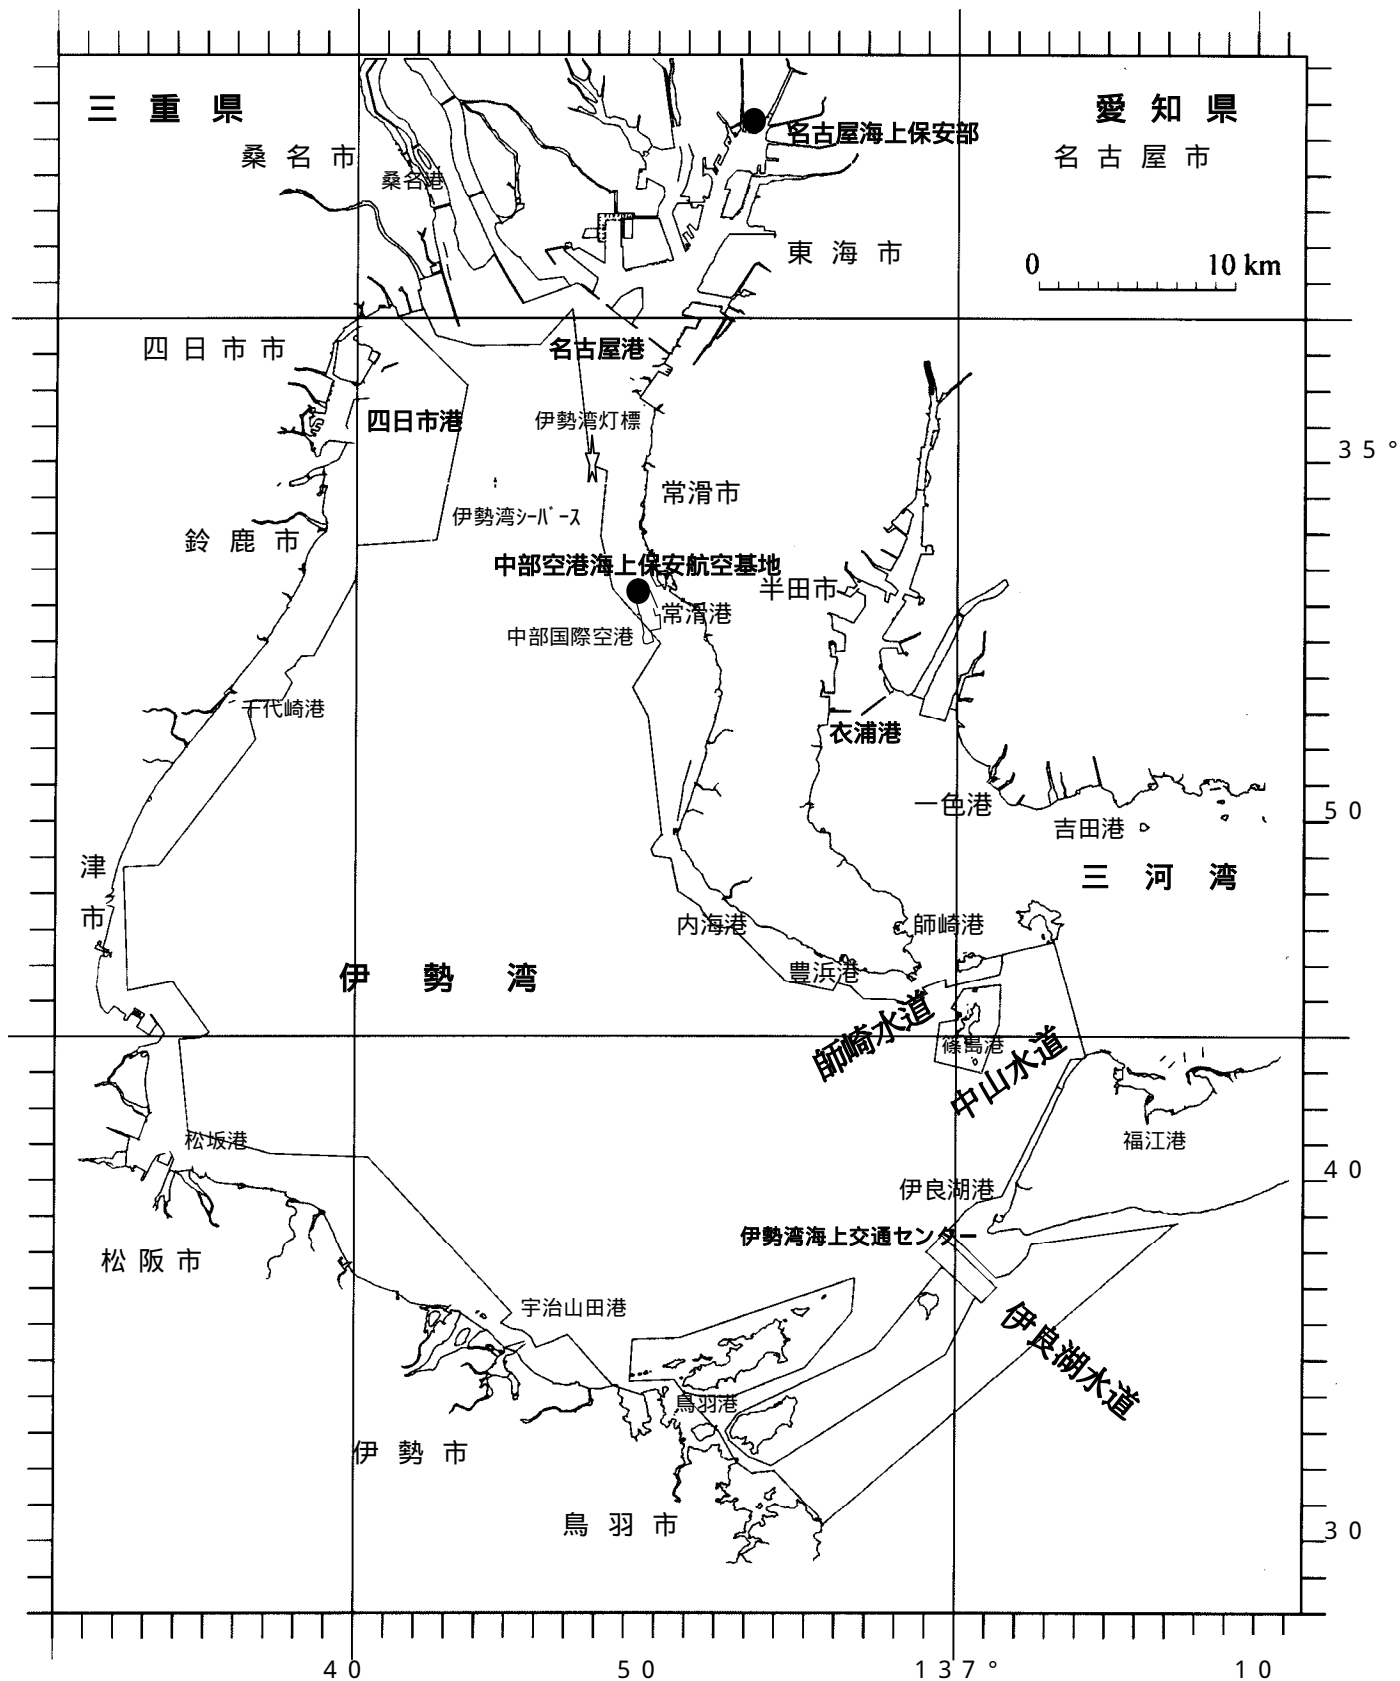 三重県
愛知県
名古屋海上保安部
桑名市
名古屋市
桑名港
東海市
0 10 km
四日市市
名古屋港
四日市港
伊勢湾灯標
35°
常滑市
伊勢湾ｼｰﾊﾞｰｽ
鈴鹿市
中部空港海上保安航空基地
半田市
常滑港
中部国際空港
千代崎港
衣浦港
一色港
50
吉田港
津市
三河湾
内海港
師崎港
伊勢湾
豊浜港
師崎水道
篠島港
中山水道
松坂港
福江港
40
伊良湖港
伊勢湾海上交通センター
松阪市
宇治山田港
伊良湖水道
鳥羽港
伊勢市
鳥羽市
30
40 50 137° 10